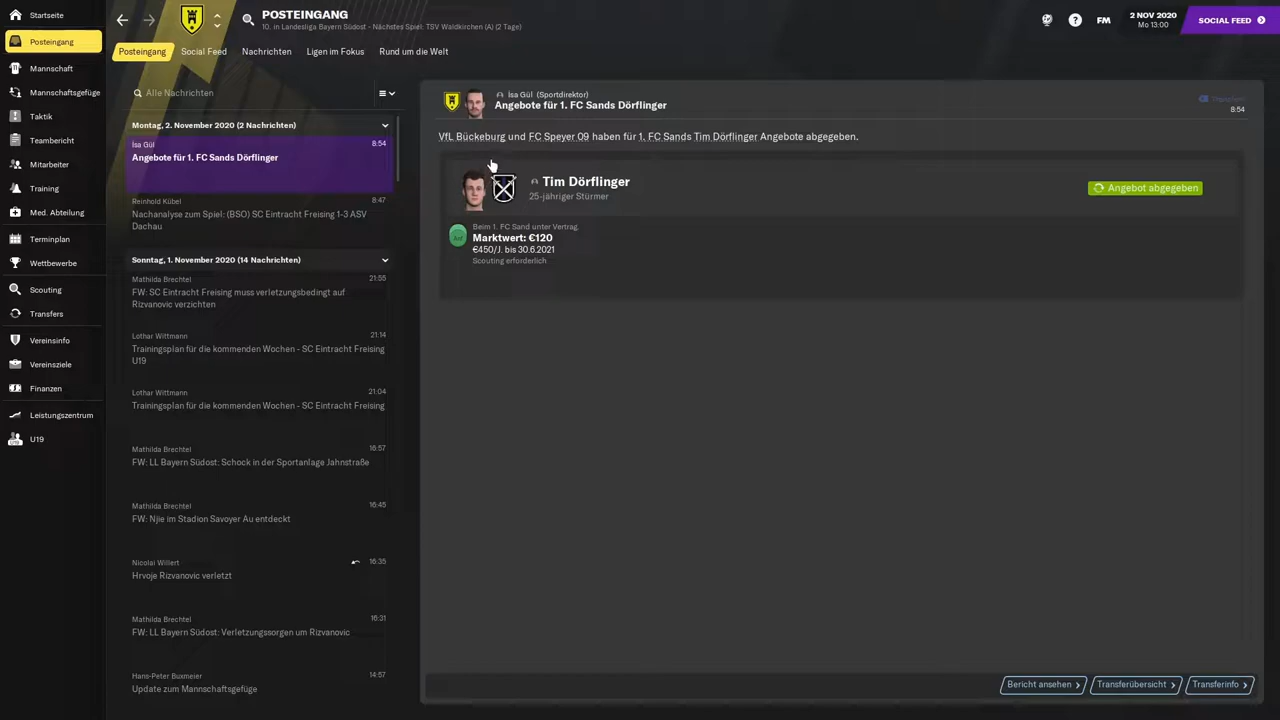 Startseite
Posteingang
Mannschaft
Mannschaftsgefüge
Taktik
Teambericht
Mitarbeiter
Training
Med. Abteilung
Terminplan
Wettbewerbe
Scouting
Transfers
Vereinsinfo
Vereinsziele
Finanzen
Leistungszentrum
U19
POSTEINGANG
10. in Landesliga Bayern Südost - Nächstes Spiel: TSV Waldkirchen (A) (2 Tage)
FM
2 NOV 2020
Mo 13:00
SOCIAL FEED
Posteingang
Social Feed
Nachrichten
Ligen im Fokus
Rund um die Welt
Alle Nachrichten
Montag, 2. November 2020 (2 Nachrichten)
İsa Gül 8:54
Angebote für 1. FC Sands Dörflinger
Reinhold Kübel 8:47
Nachanalyse zum Spiel: (BSO) SC Eintracht Freising 1-3 ASV
Dachau
Sonntag, 1. November 2020 (14 Nachrichten)
Mathilda Brechtel 21:55
FW: SC Eintracht Freising muss verletzungsbedingt auf
Rizvanovic verzichten
Lothar Wittmann 21:14
Trainingsplan für die kommenden Wochen - SC Eintracht Freising
U19
Lothar Wittmann 21:04
Trainingsplan für die kommenden Wochen - SC Eintracht Freising
Mathilda Brechtel 16:57
FW: LL Bayern Südost: Schock in der Sportanlage Jahnstraße
Mathilda Brechtel 16:45
FW: Njie im Stadion Savoyer Au entdeckt
Nicolai Willert 16:35
Hrvoje Rizvanovic verletzt
Mathilda Brechtel 16:31
FW: LL Bayern Südost: Verletzungssorgen um Rizvanovic
Hans-Peter Buxmeier 14:57
Update zum Mannschaftsgefüge
İsa Gül (Sportdirektor)
Angebote für 1. FC Sands Dörflinger
8:54
VfL Bückeburg und FC Speyer 09 haben für 1. FC Sands Tim Dörflinger Angebote abgegeben.
Tim Dörflinger
25-jähriger Stürmer
Angebot abgegeben
Beim 1. FC Sand unter Vertrag.
Marktwert: €120
€450/J. bis 30.6.2021
Scouting erforderlich
Bericht ansehen
Transferübersicht
Transferinfo